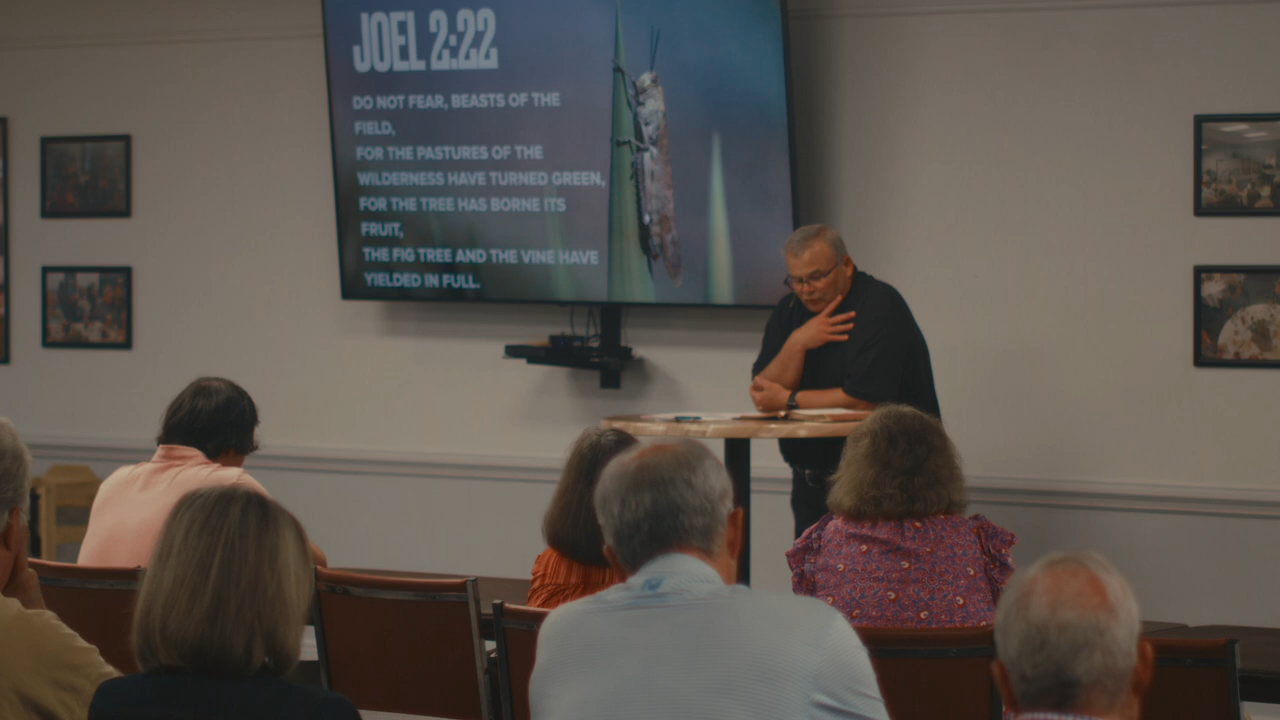 JOEL 2:22
DO NOT FEAR, BEASTS OF THE
FIELD,
FOR THE PASTURES OF THE
WILDERNESS HAVE TURNED GREEN,
FOR THE TREE HAS BORNE ITS
FRUIT,
THE FIG TREE AND THE VINE HAVE
YIELDED IN FULL.